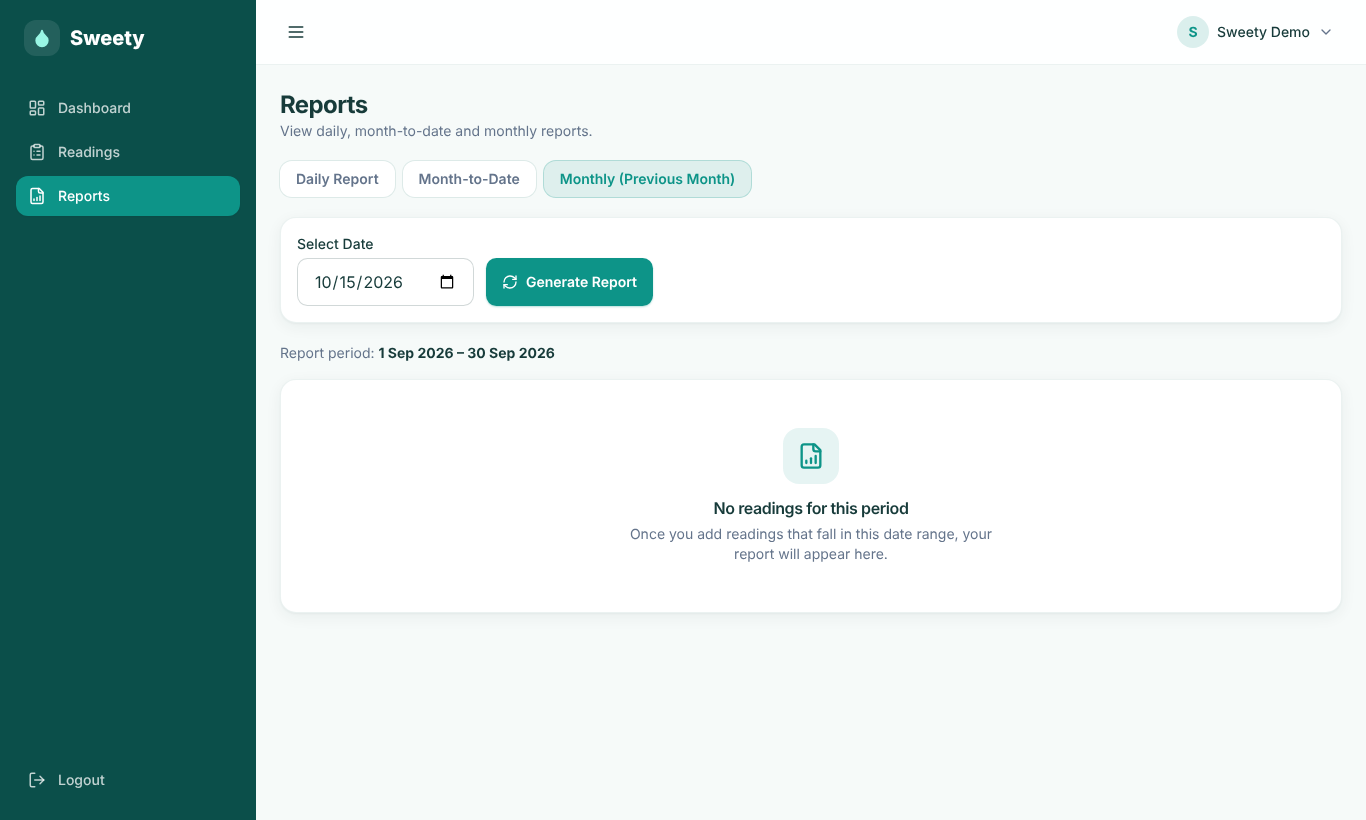 Sweety
Dashboard
Readings
Reports
Logout
S
Sweety Demo
Reports
View daily, month-to-date and monthly reports.
Daily Report
Month-to-Date
Monthly (Previous Month)
Select Date
10/15/2026
Generate Report
Report period: 1 Sep 2026 – 30 Sep 2026
No readings for this period
Once you add readings that fall in this date range, your
report will appear here.